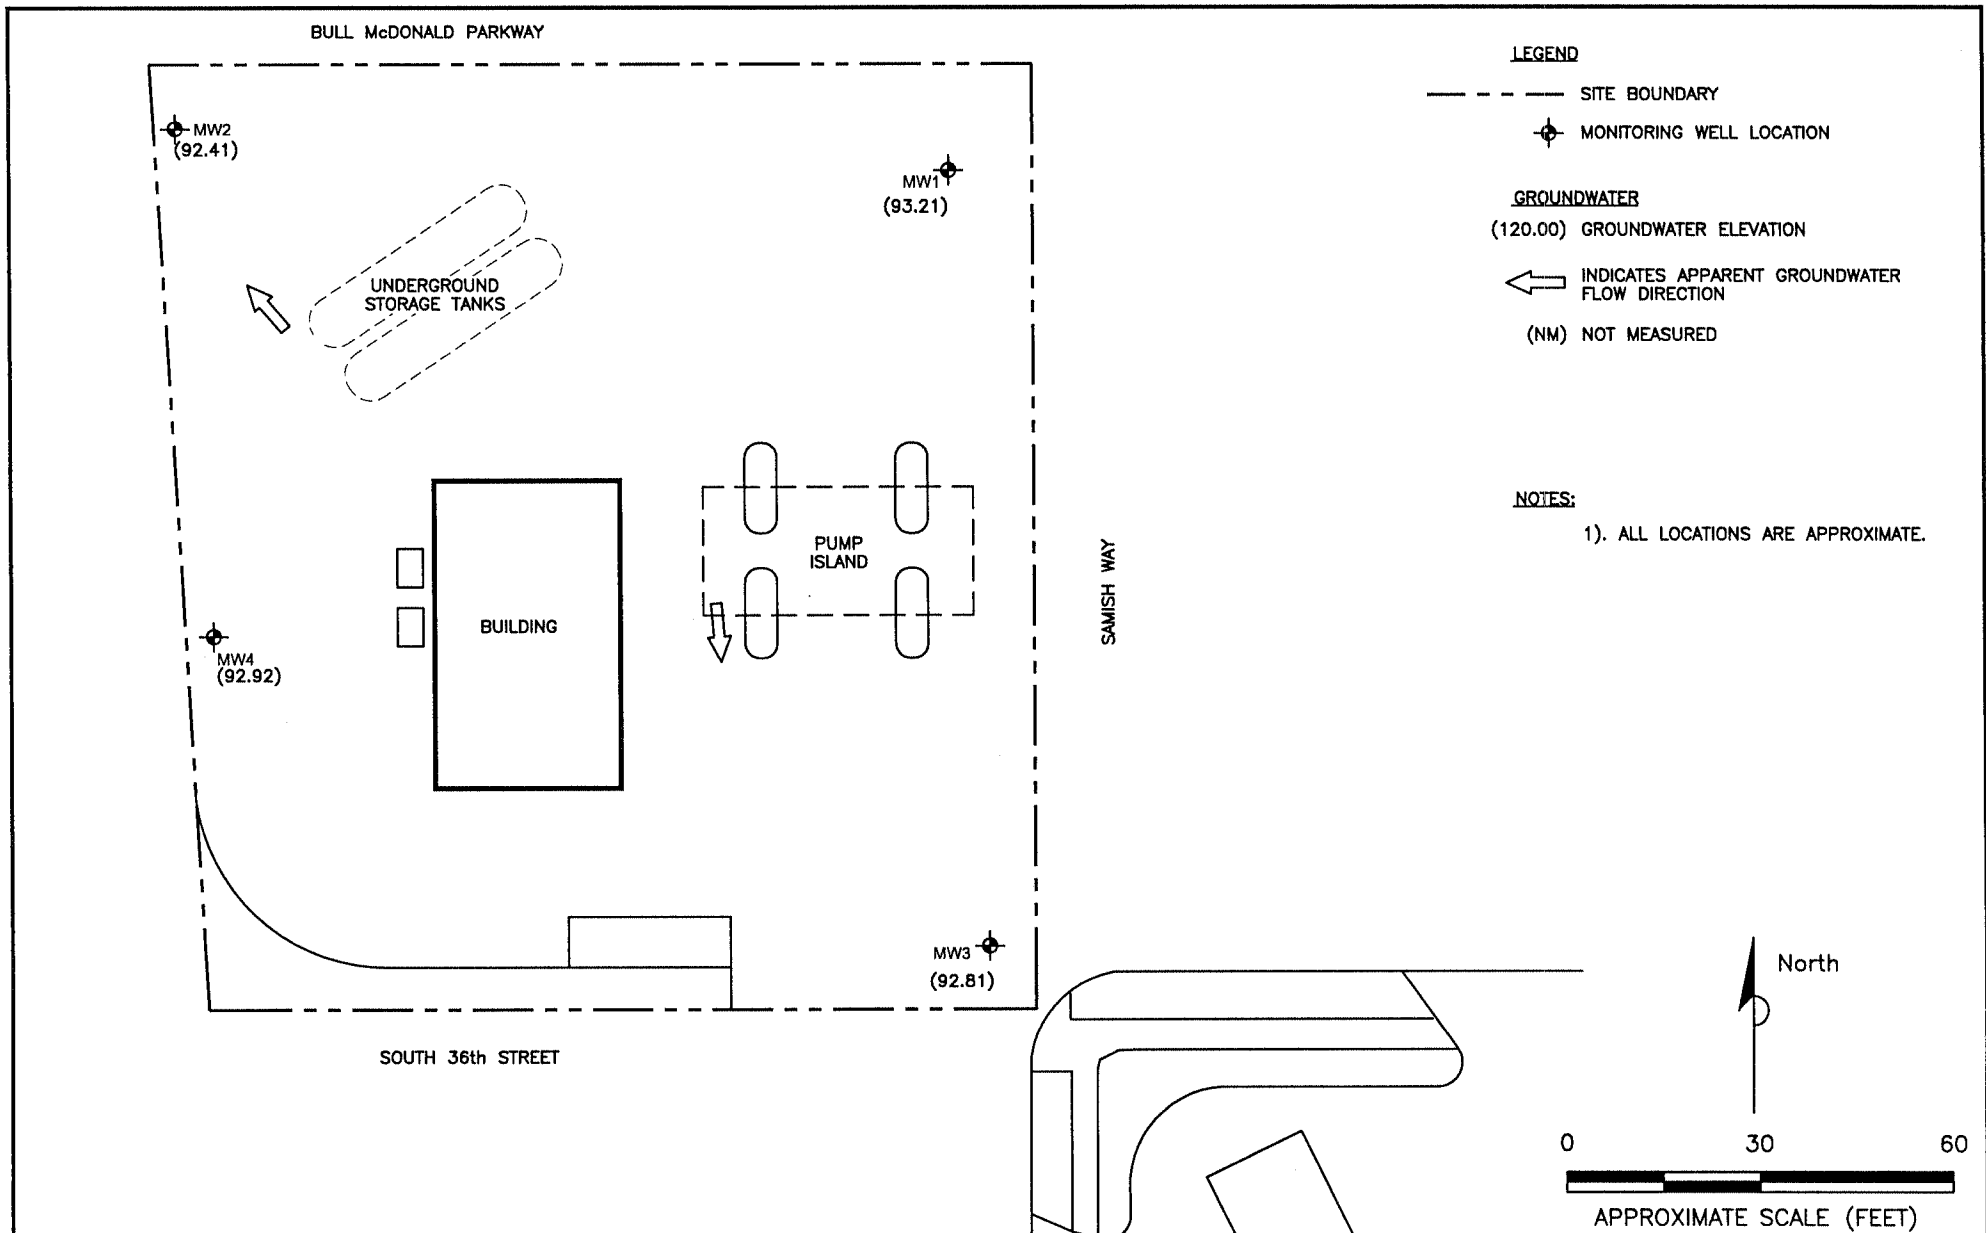 BULL McDONALD PARKWAY
MW2
(92.41)
MW1
(93.21)
UNDERGROUND
STORAGE TANKS
PUMP
ISLAND
BUILDING
MW4
(92.92)
SAMISH WAY
MW3
(92.81)
SOUTH 36th STREET
LEGEND
SITE BOUNDARY
MONITORING WELL LOCATION
GROUNDWATER
(120.00) GROUNDWATER ELEVATION
INDICATES APPARENT GROUNDWATER
FLOW DIRECTION
(NM) NOT MEASURED
NOTES:
1). ALL LOCATIONS ARE APPROXIMATE.
North
0 30 60
APPROXIMATE SCALE (FEET)